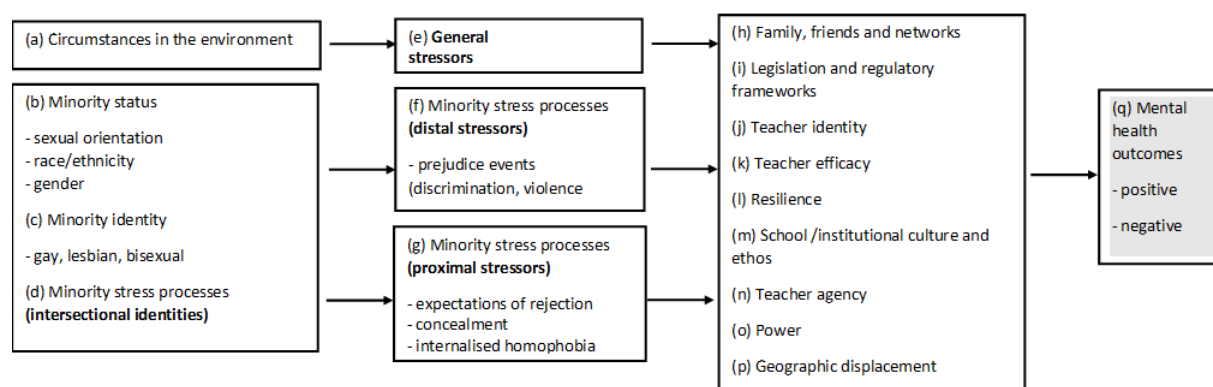 (a) Circumstances in the environment
(b) Minority status
- sexual orientation
- race/ethnicity
- gender
(c) Minority identity
- gay, lesbian, bisexual
(d) Minority stress processes
(intersectional identities)
(e) General
stressors
(f) Minority stress processes
(distal stressors)
- prejudice events
(discrimination, violence
(g) Minority stress processes
(proximal stressors)
- expectations of rejection
- concealment
- internalised homophobia
(h) Family, friends and networks
(i) Legislation and regulatory
frameworks
(j) Teacher identity
(k) Teacher efficacy
(l) Resilience
(m) School /institutional culture and
ethos
(n) Teacher agency
(o) Power
(p) Geographic displacement
(q) Mental
health
outcomes
- positive
- negative